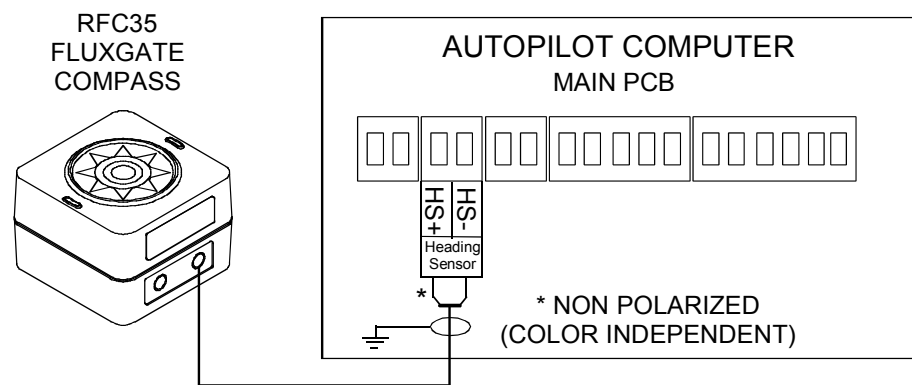 RFC35
FLUXGATE
COMPASS
AUTOPILOT COMPUTER
MAIN PCB
HS+
HS-
Heading
Sensor
*
* NON POLARIZED
(COLOR INDEPENDENT)